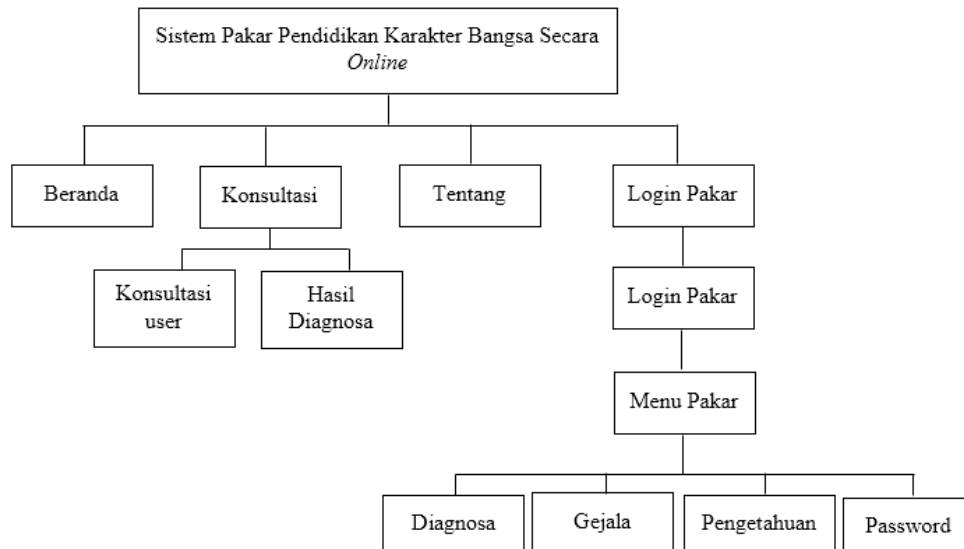 Sistem Pakar Pendidikan Karakter Bangsa Secara
Online
Beranda
Konsultasi
Tentang
Login Pakar
Konsultasi
user
Hasil
Diagnosa
Login Pakar
Menu Pakar
Diagnosa
Gejala
Pengetahuan
Password